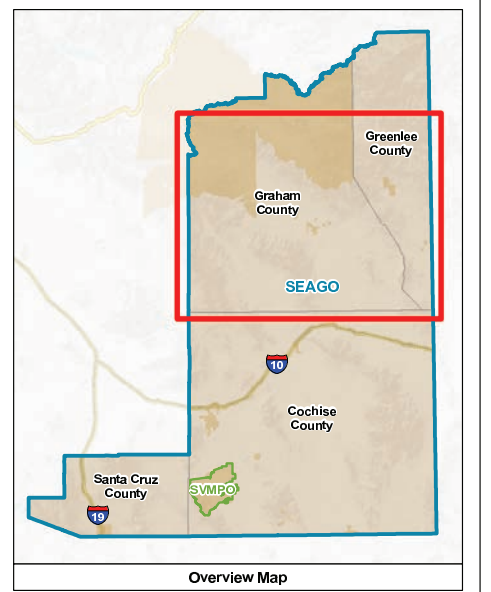 Greenlee
County
Graham
County
SEAGO
10
Cochise
County
Santa Cruz
County
SVMPO
19
Overview Map